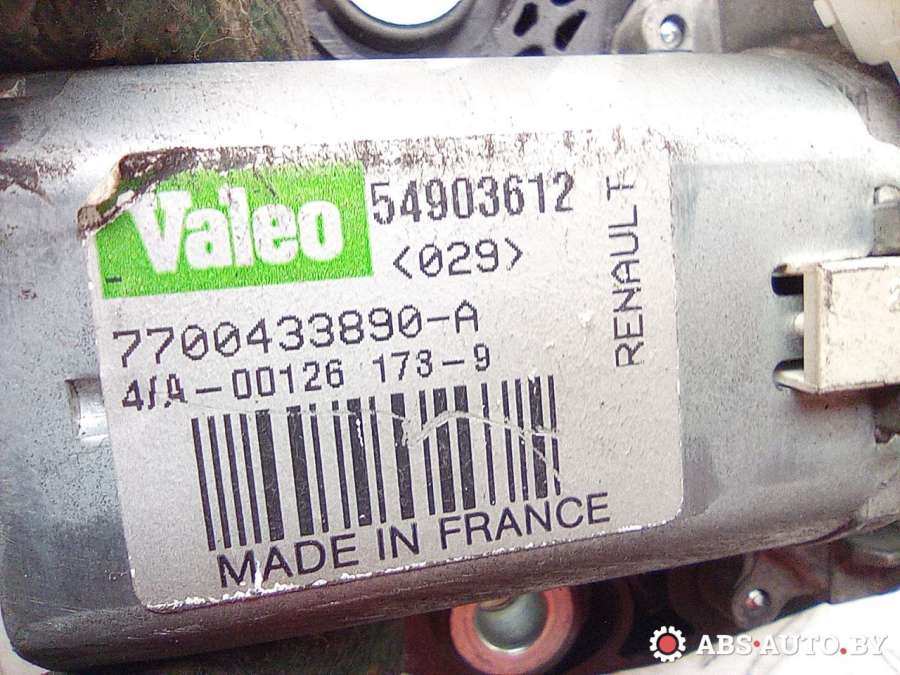 Valeo
54903612
<029>
RENAULT
7700433890-A
4/A-00126 173-9
MADE IN FRANCE
ABS-AUTO.BY